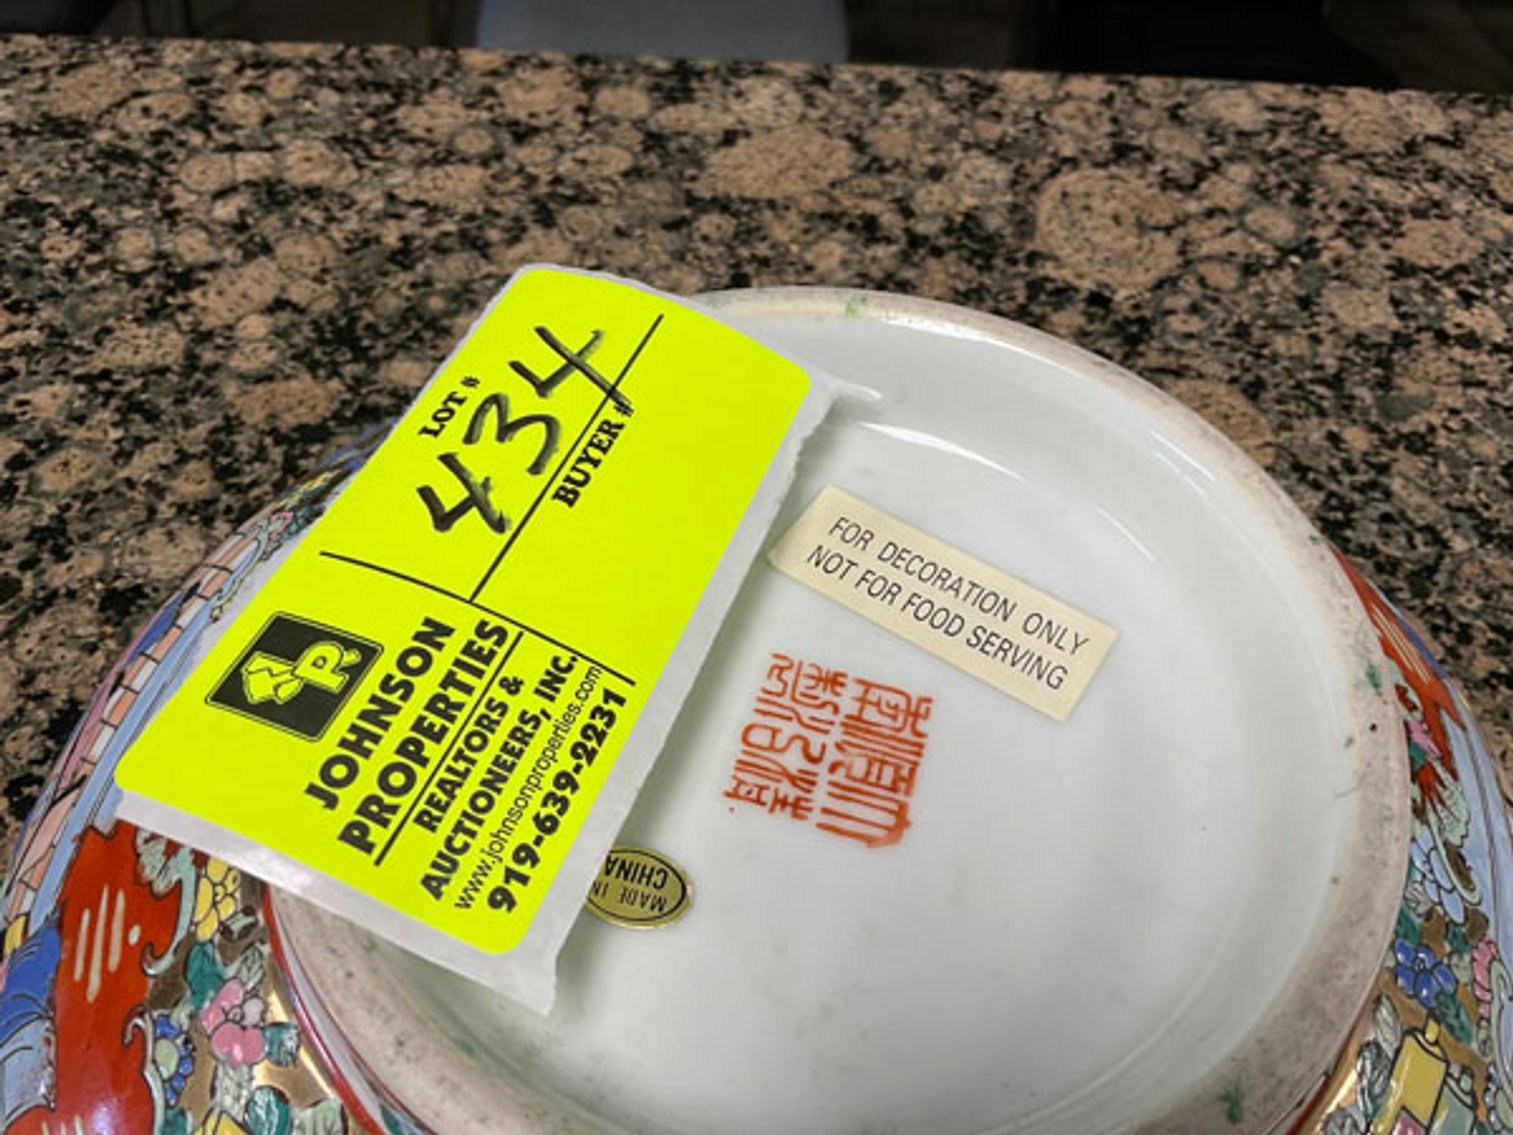 LOT #
434
BUYER #
JP
JOHNSON
PROPERTIES
REALTORS &
AUCTIONEERS, INC.
www.johnsonproperties.com
919-639-2231
FOR DECORATION ONLY
NOT FOR FOOD SERVING
MADE IN
CHINA